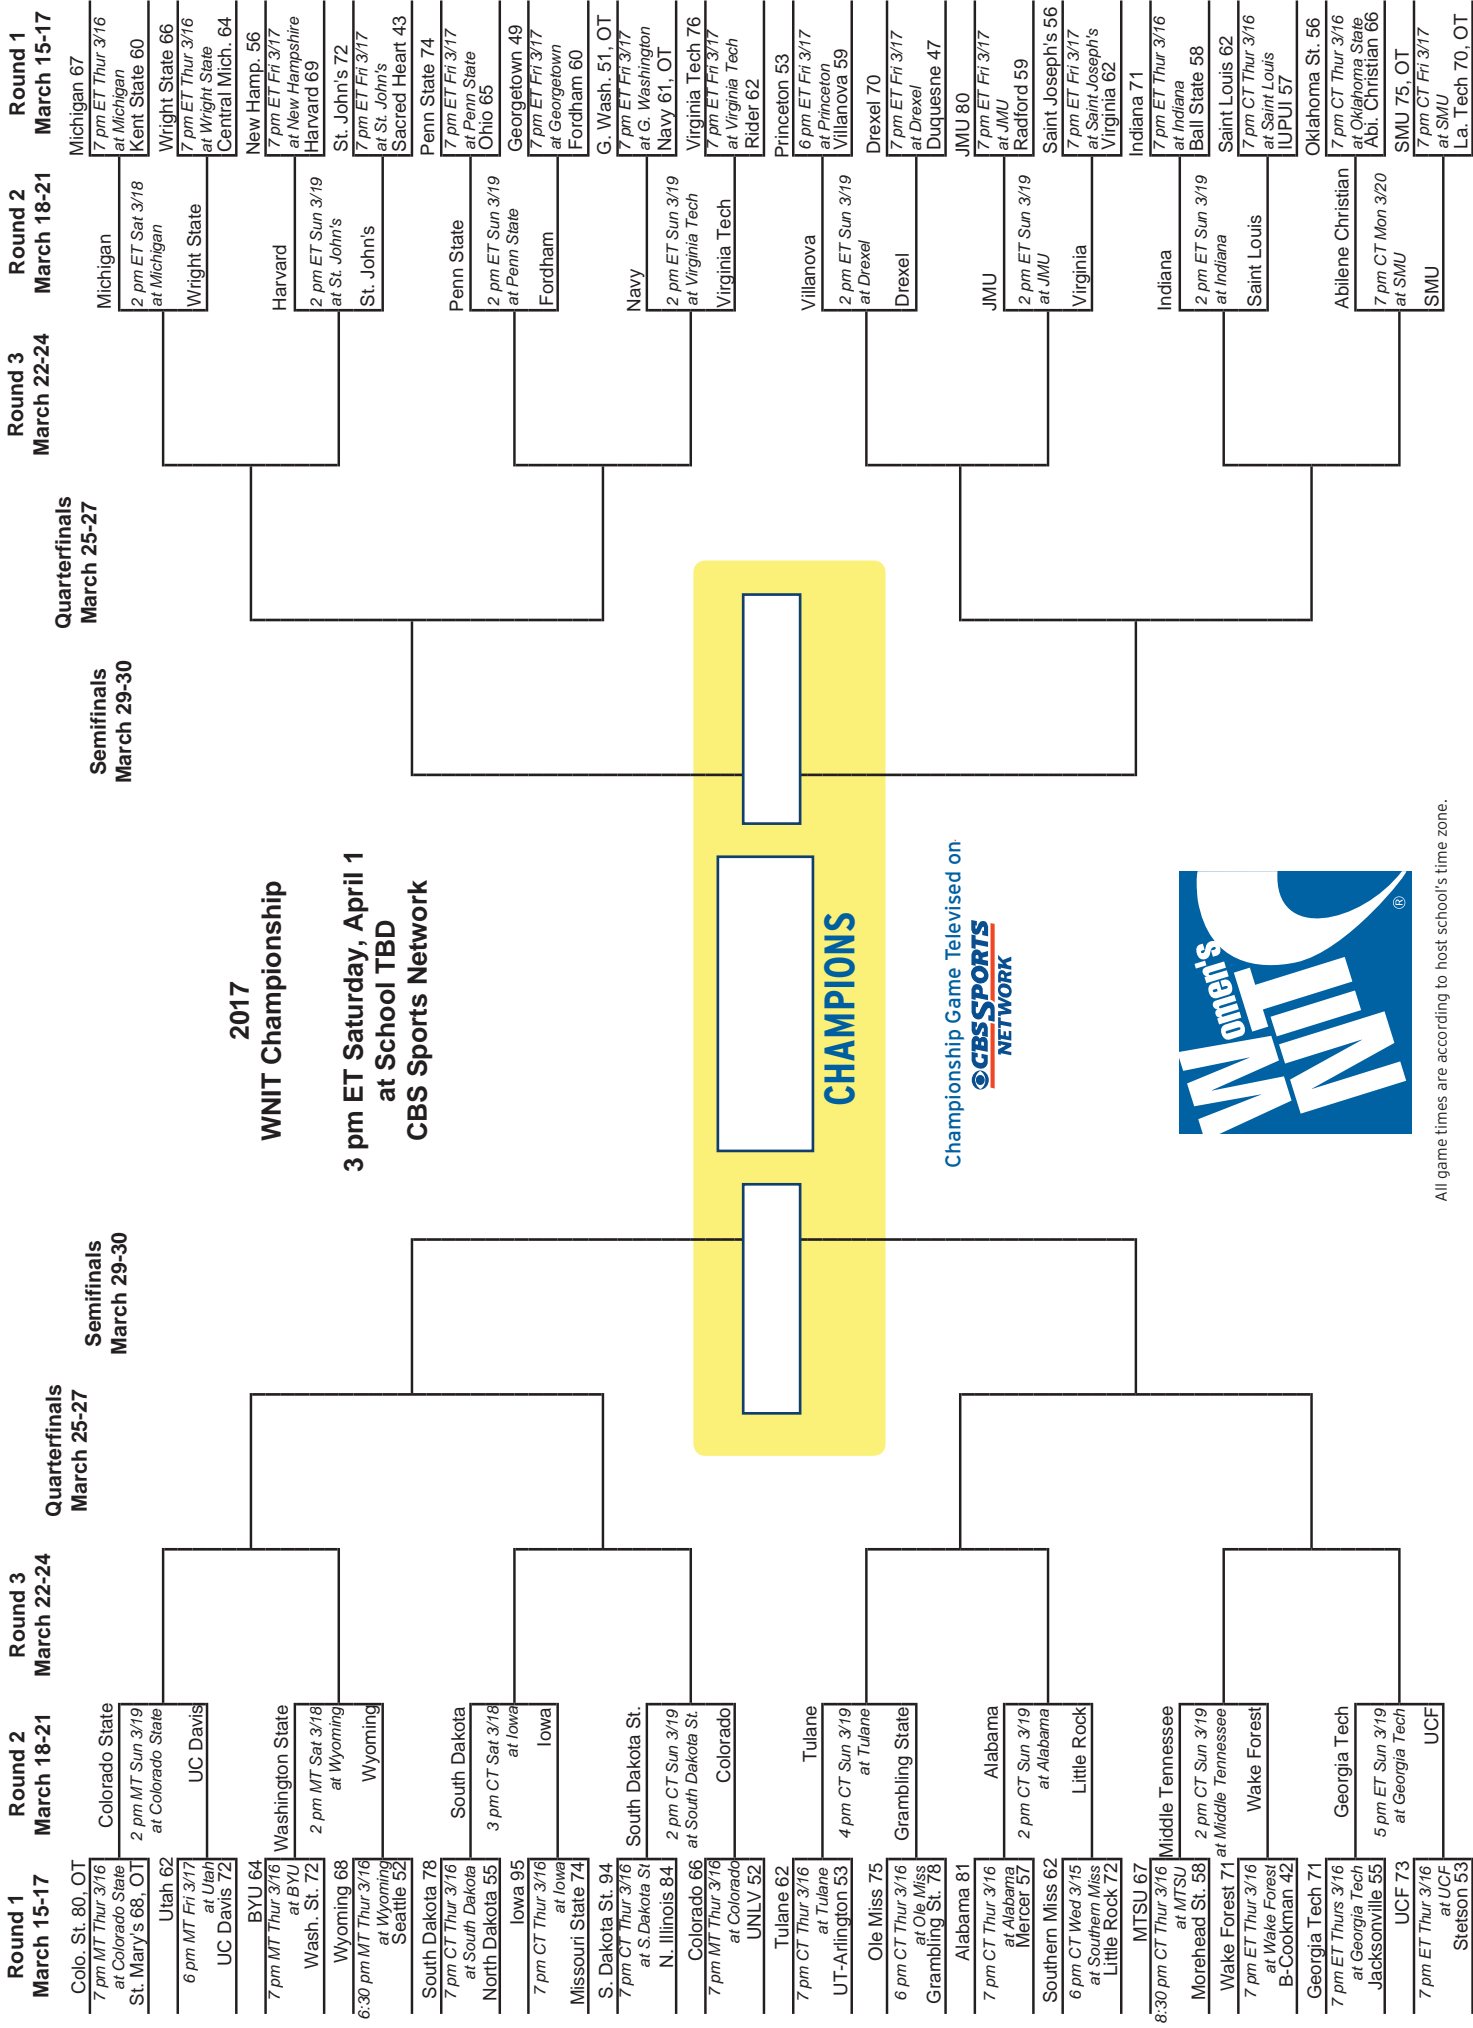 Round 1
March 15-17
Round 2
March 18-21
Round 3
March 22-24
Quarterfinals
March 25-27
Semifinals
March 29-30
Semifinals
March 29-30
Quarterfinals
March 25-27
Round 3
March 22-24
Round 2
March 18-21
Round 1
March 15-17
Colo. St. 80, OT
7 pm MT Thur 3/16
at Colorado State
St. Mary's 68, OT
Utah 62
6 pm MT Fri 3/17
at Utah
UC Davis 72
BYU 64
7 pm MT Thur 3/16
at BYU
Wash. St. 72
Wyoming 68
6:30 pm MT Thur 3/16
at Wyoming
Seattle 52
South Dakota 78
7 pm CT Thur 3/16
at South Dakota
North Dakota 55
Iowa 95
7 pm CT Thur 3/16
at Iowa
Missouri State 74
S. Dakota St. 94
7 pm CT Thur 3/16
at S.Dakota St
N. Illinois 84
Colorado 66
7 pm MT Thur 3/16
at Colorado
UNLV 52
Tulane 62
7 pm CT Thur 3/16
at Tulane
UT-Arlington 53
Ole Miss 75
6 pm CT Thur 3/16
at Ole Miss
Grambling St. 78
Alabama 81
7 pm CT Thur 3/16
at Alabama
Mercer 57
Southern Miss 62
6 pm CT Wed 3/15
at Southern Miss
Little Rock 72
MTSU 67
8:30 pm CT Thur 3/16
at MTSU
Morehead St. 58
Wake Forest 71
7 pm ET Thur 3/16
at Wake Forest
B-Cookman 42
Georgia Tech 71
7 pm ET Thurs 3/16
at Georgia Tech
Jacksonville 55
UCF 73
7 pm ET Thur 3/16
at UCF
Stetson 53
Colorado State
2 pm MT Sun 3/19
at Colorado State
UC Davis
Washington State
2 pm MT Sat 3/18
at Wyoming
Wyoming
South Dakota
3 pm CT Sat 3/18
at Iowa
Iowa
South Dakota St.
2 pm CT Sun 3/19
at South Dakota St.
Colorado
Tulane
4 pm CT Sun 3/19
at Tulane
Grambling State
Alabama
2 pm CT Sun 3/19
at Alabama
Little Rock
Middle Tennessee
2 pm CT Sun 3/19
at Middle Tennessee
Wake Forest
Georgia Tech
5 pm ET Sun 3/19
at Georgia Tech
UCF
2017
WNIT Championship
3 pm ET Saturday, April 1
at School TBD
CBS Sports Network
CHAMPIONS
Championship Game Televised on
CBS SPORTS
NETWORK
Women's
NIT
®
All game times are according to host school's time zone.
Michigan
2 pm ET Sat 3/18
at Michigan
Wright State
Harvard
2 pm ET Sun 3/19
at St. John's
St. John's
Penn State
2 pm ET Sun 3/19
at Penn State
Fordham
Navy
2 pm ET Sun 3/19
at Virginia Tech
Virginia Tech
Villanova
2 pm ET Sun 3/19
at Drexel
Drexel
JMU
2 pm ET Sun 3/19
at JMU
Virginia
Indiana
2 pm ET Sun 3/19
at Indiana
Saint Louis
Abilene Christian
7 pm CT Mon 3/20
at SMU
SMU
Michigan 67
7 pm ET Thur 3/16
at Michigan
Kent State 60
Wright State 66
7 pm ET Thur 3/16
at Wright State
Central Mich. 64
New Hamp. 56
7 pm ET Fri 3/17
at New Hampshire
Harvard 69
St. John's 72
7 pm ET Fri 3/17
at St. John's
Sacred Heart 43
Penn State 74
7 pm ET Fri 3/17
at Penn State
Ohio 65
Georgetown 49
7 pm ET Fri 3/17
at Georgetown
Fordham 60
G. Wash. 51, OT
7 pm ET Fri 3/17
at G. Washington
Navy 61, OT
Virginia Tech 76
7 pm ET Fri 3/17
at Virginia Tech
Rider 62
Princeton 53
6 pm ET Fri 3/17
at Princeton
Villanova 59
Drexel 70
7 pm ET Fri 3/17
at Drexel
Duquesne 47
JMU 80
7 pm ET Fri 3/17
at JMU
Radford 59
Saint Joseph's 56
7 pm ET Fri 3/17
at Saint Joseph's
Virginia 62
Indiana 71
7 pm ET Thur 3/16
at Indiana
Ball State 58
Saint Louis 62
7 pm CT Thur 3/16
at Saint Louis
IUPUI 57
Oklahoma St. 56
7 pm CT Thur 3/16
at Oklahoma State
Abi. Christian 66
SMU 75, OT
7 pm CT Fri 3/17
at SMU
La. Tech 70, OT